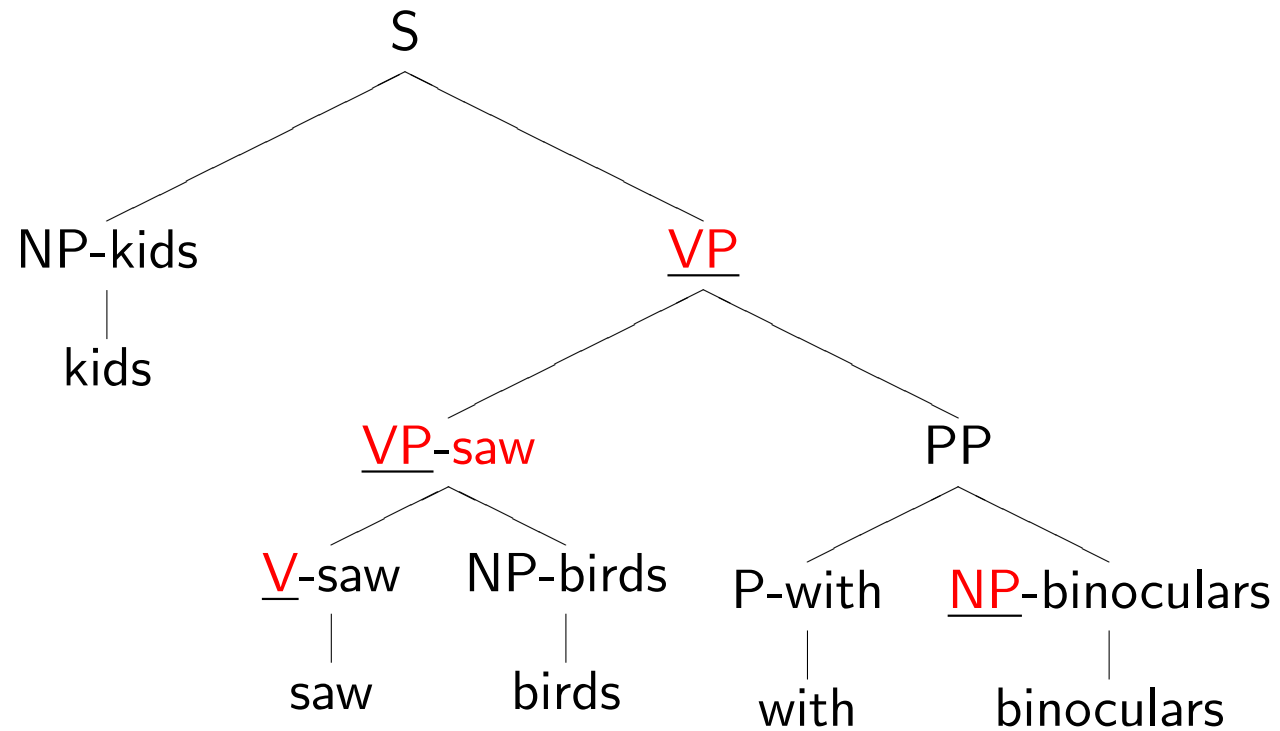 S
NP-kids VP
kids
VP-saw PP
V-saw NP-birds P-with NP-binoculars
saw birds with binoculars